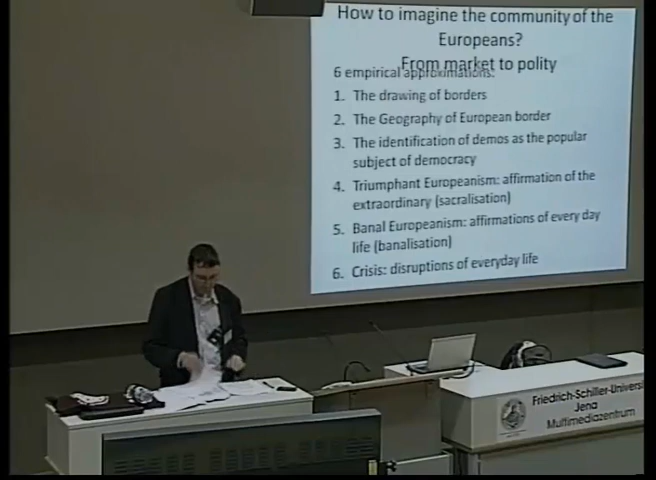 How to imagine the community of the
Europeans?
From market to polity
6 empirical approximations:
1. The drawing of borders
2. The Geography of European border
3. The identification of demos as the popular
subject of democracy
4. Triumphant Europeanism: affirmation of the
extraordinary (sacralisation)
5. Banal Europeanism: affirmations of every day
life (banalisation)
6. Crisis: disruptions of everyday life
Friedrich-Schiller-Universi
Jena
Multimediazentrum